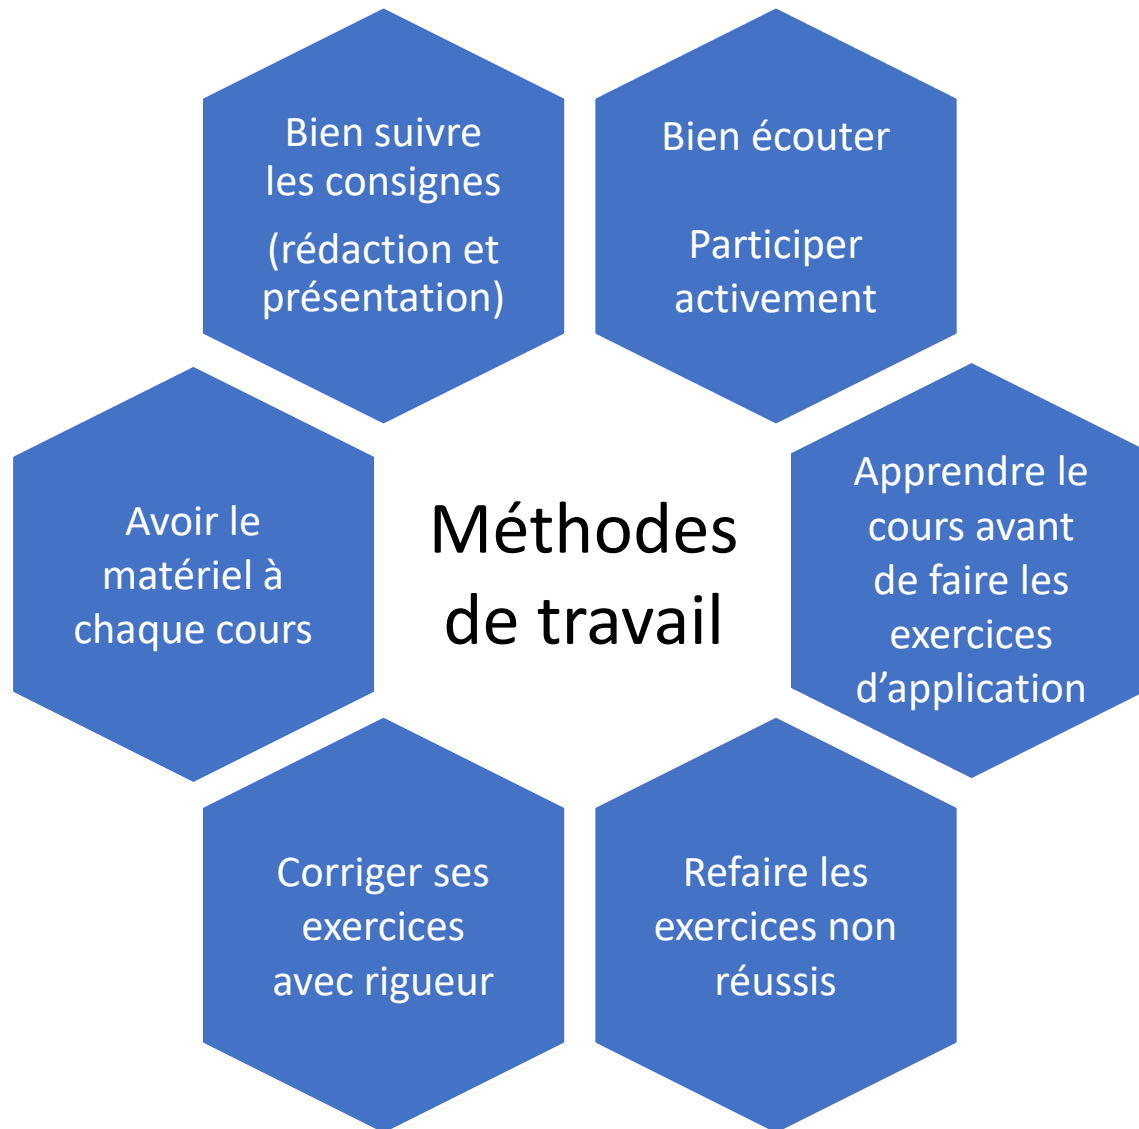 Bien suivre
les consignes
(rédaction et
présentation)
Bien écouter
Participer
activement
Avoir le
matériel à
chaque cours
Méthodes
de travail
Apprendre le
cours avant
de faire les
exercices
d’application
Corriger ses
exercices
avec rigueur
Refaire les
exercices non
réussis